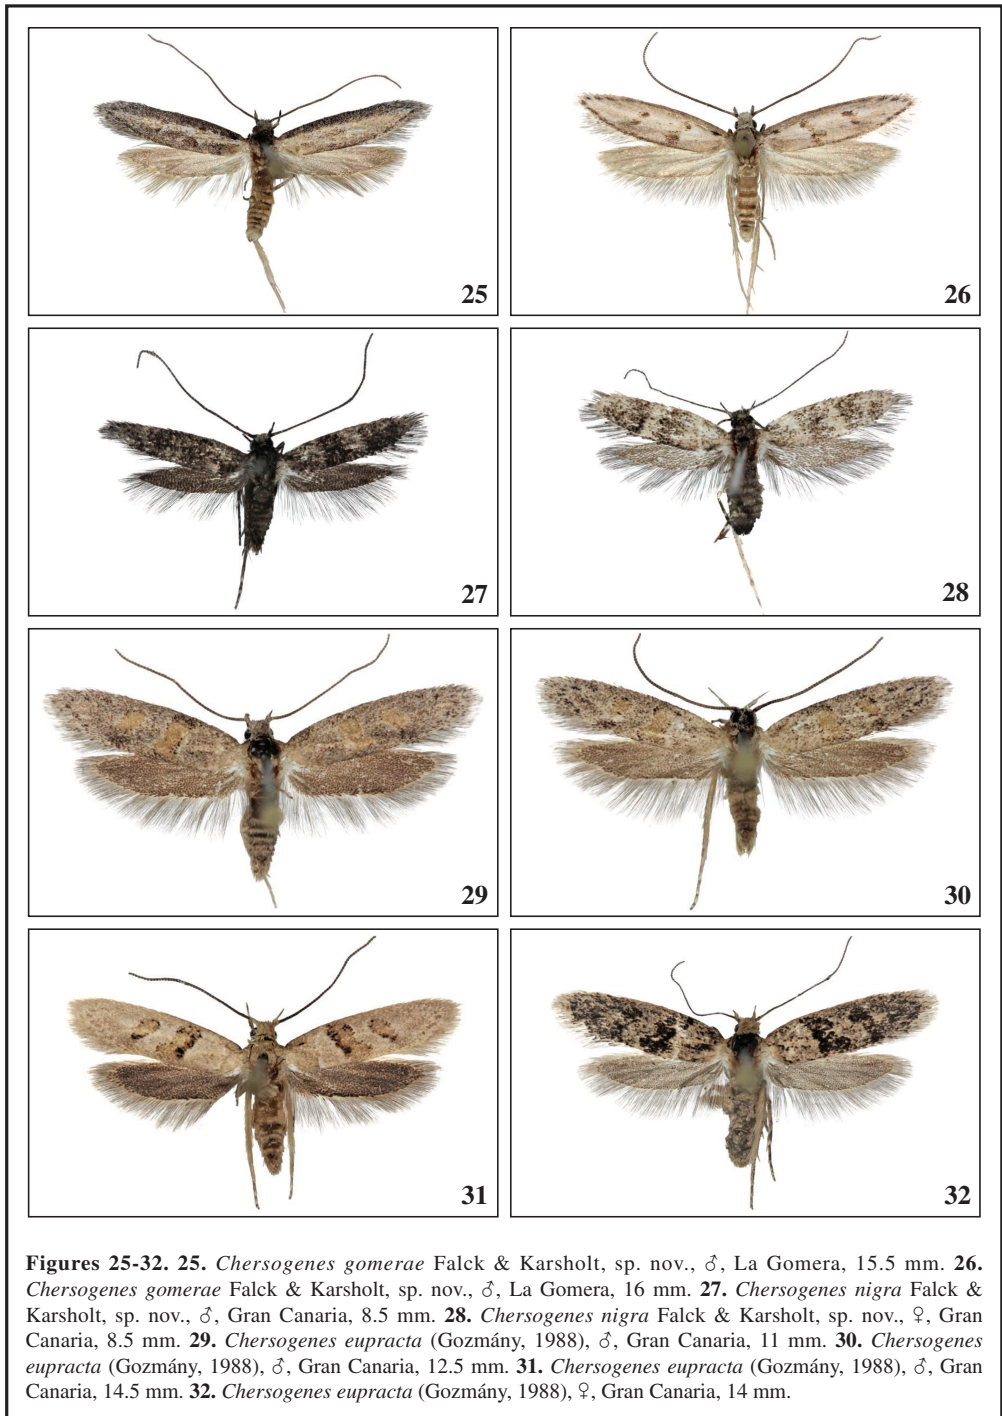 25
26
27
28
29
30
31
32
Figures 25-32. 25. Chersogenes gomerae Falck & Karsholt, sp. nov., ♂, La Gomera, 15.5 mm. 26.
Chersogenes gomerae Falck & Karsholt, sp. nov., ♂, La Gomera, 16 mm. 27. Chersogenes nigra Falck &
Karsholt, sp. nov., ♂, Gran Canaria, 8.5 mm. 28. Chersogenes nigra Falck & Karsholt, sp. nov., ♀, Gran
Canaria, 8.5 mm. 29. Chersogenes eupracta (Gozmány, 1988), ♂, Gran Canaria, 11 mm. 30. Chersogenes
eupracta (Gozmány, 1988), ♂, Gran Canaria, 12.5 mm. 31. Chersogenes eupracta (Gozmány, 1988), ♂, Gran
Canaria, 14.5 mm. 32. Chersogenes eupracta (Gozmány, 1988), ♀, Gran Canaria, 14 mm.